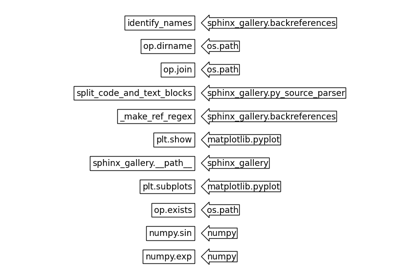 identify_names sphinx_gallery.backreferences
op.dirname os.path
op.join os.path
split_code_and_text_blocks sphinx_gallery.py_source_parser
_make_ref_regex sphinx_gallery.backreferences
plt.show matplotlib.pyplot
sphinx_gallery.__path__ sphinx_gallery
plt.subplots matplotlib.pyplot
op.exists os.path
numpy.sin numpy
numpy.exp numpy